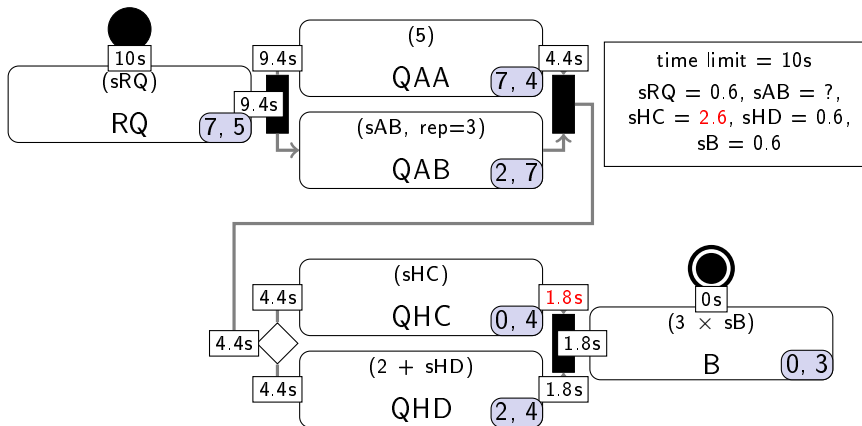 10s
(sRQ)
RQ
7, 5
9.4s
9.4s
(5)
QAA
7, 4
4.4s
(sAB, rep=3)
QAB
2, 7
time limit = 10s
sRQ = 0.6, sAB = ?,
sHC = 2.6, sHD = 0.6,
sB = 0.6
4.4s
4.4s
4.4s
(sHC)
QHC
0, 4
1.8s
(2 + sHD)
QHD
2, 4
1.8s
1.8s
0s
(3 × sB)
B
0, 3